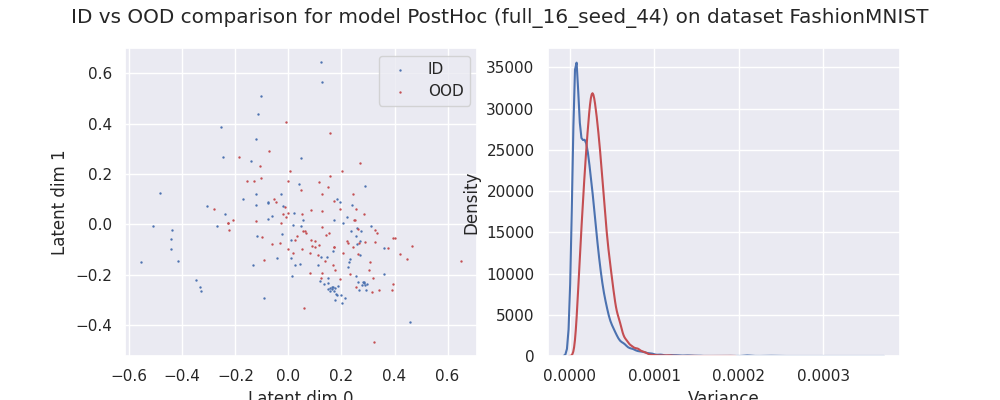 ID vs OOD comparison for model PostHoc (full_16_seed_44) on dataset FashionMNIST
Latent dim 1
0.6
0.4
0.2
0.0
−0.2
−0.4
−0.6 −0.4 −0.2 0.0 0.2 0.4 0.6
Latent dim 0
ID
OOD
Density
35000
30000
25000
20000
15000
10000
5000
0
0.0000 0.0001 0.0002 0.0003
Variance